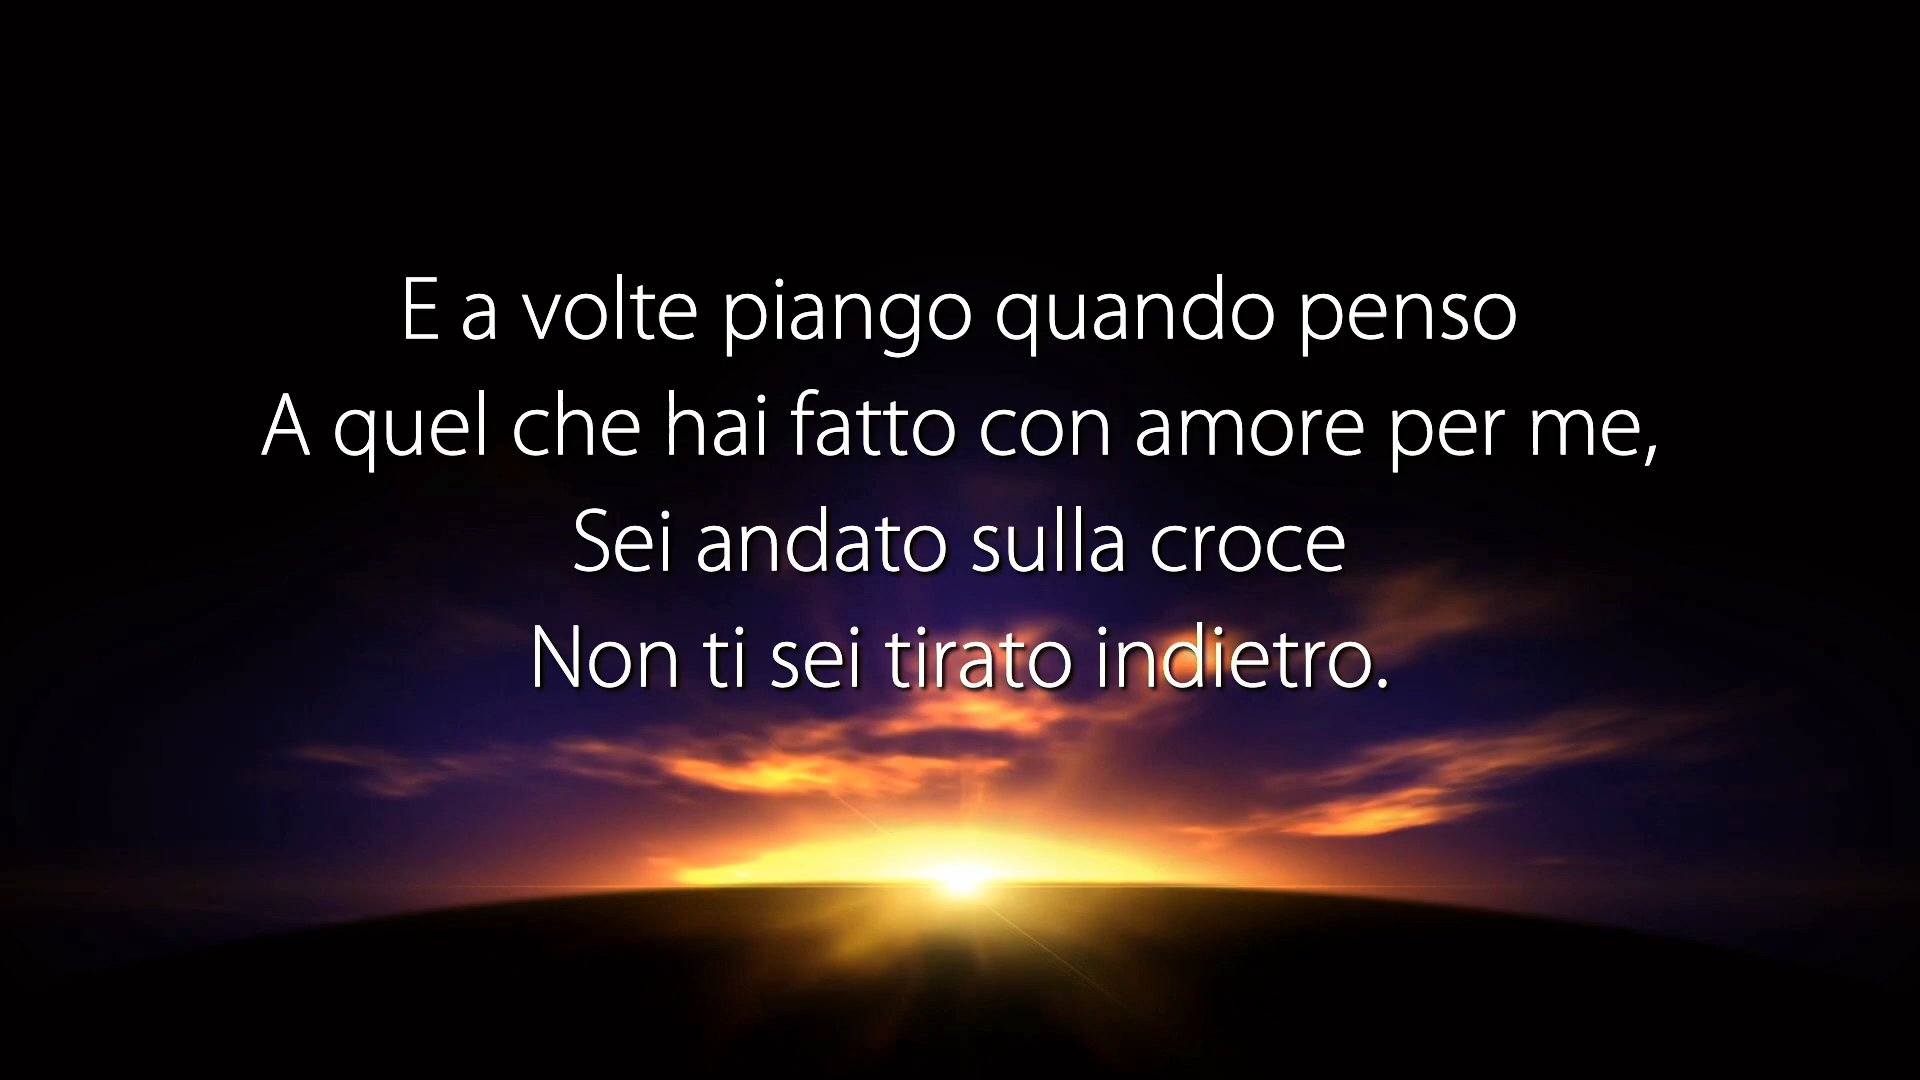 E a volte piango quando penso
A quel che hai fatto con amore per me,
Sei andato sulla croce
Non ti sei tirato indietro.